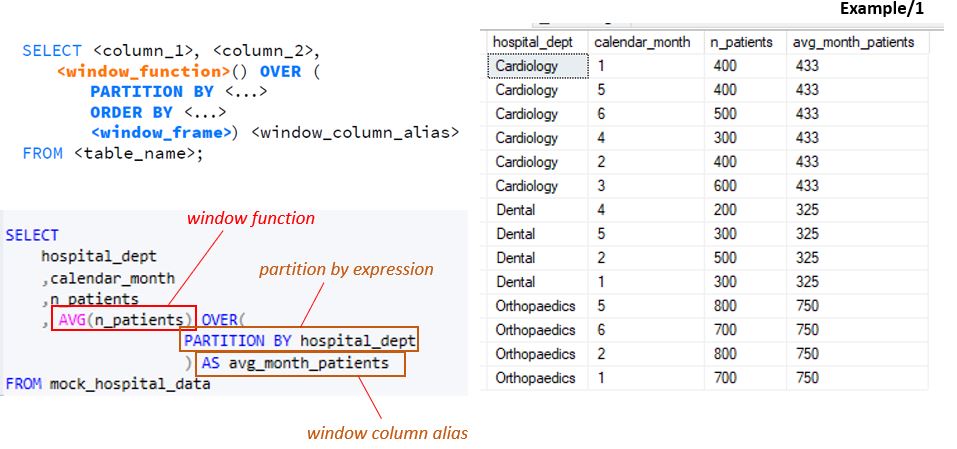 Example/1
SELECT <column_1>, <column_2>,
<window_function>() OVER (
PARTITION BY <...>
ORDER BY <...>
<window_frame>) <window_column_alias>
FROM <table_name>;
window function
SELECT
hospital_dept
,calendar_month
,n_patients
, AVG(n_patients) OVER(
PARTITION BY hospital_dept
) AS avg_month_patients
FROM mock_hospital_data
partition by expression
window column alias
hospital_dept calendar_month n_patients avg_month_patients
Cardiology 1 400 433
Cardiology 5 400 433
Cardiology 6 500 433
Cardiology 4 300 433
Cardiology 2 400 433
Cardiology 3 600 433
Dental 4 200 325
Dental 5 300 325
Dental 2 500 325
Dental 1 300 325
Orthopaedics 5 800 750
Orthopaedics 6 700 750
Orthopaedics 2 800 750
Orthopaedics 1 700 750